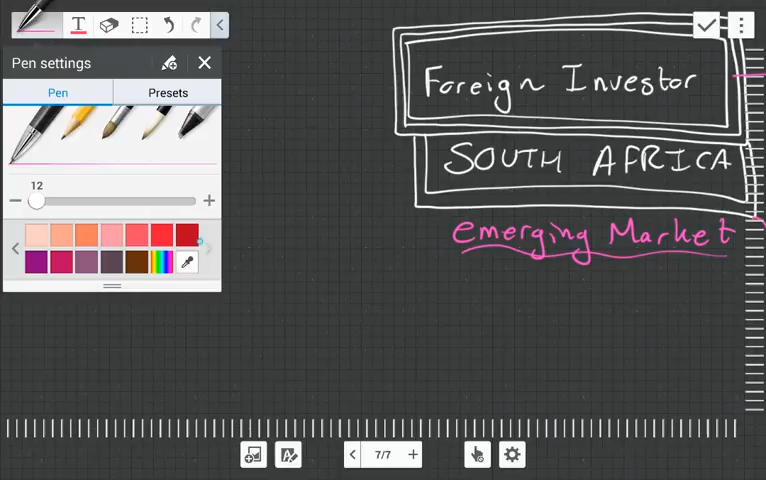 T
Pen settings
Pen Presets
12
Foreign Investor
SOUTH AFRICA
emerging Market
7/7